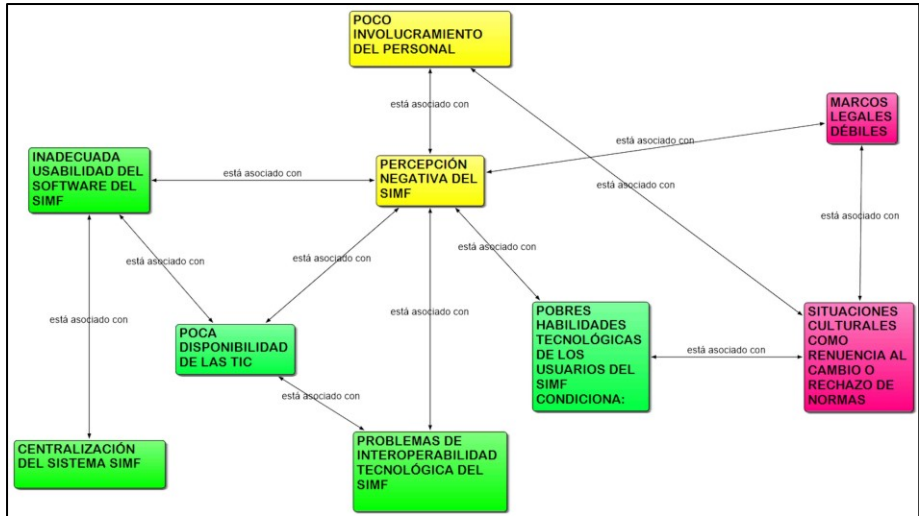 POCO
INVOLUCRAMIENTO
DEL PERSONAL
está asociado con
MARCOS
LEGALES
DÉBILES
está asociado con
INADECUADA
USABILIDAD DEL
SOFTWARE DEL
SIMF
está asociado con
PERCEPCIÓN
NEGATIVA DEL
SIMF
está asociado con
está asociado con
está asociado con
está asociado con
está asociado con
está asociado con
está asociado con
POCA
DISPONIBILIDAD
DE LAS TIC
POBRES
HABILIDADES
TECNOLÓGICAS
DE LOS
USUARIOS DEL
SIMF
CONDICIONA:
está asociado con
SITUACIONES
CULTURALES
COMO
RENUENCIA AL
CAMBIO O
RECHAZO DE
NORMAS
está asociado con
está asociado con
CENTRALIZACIÓN
DEL SISTEMA SIMF
PROBLEMAS DE
INTEROPERABILIDAD
TECNOLÓGICA DEL
SIMF